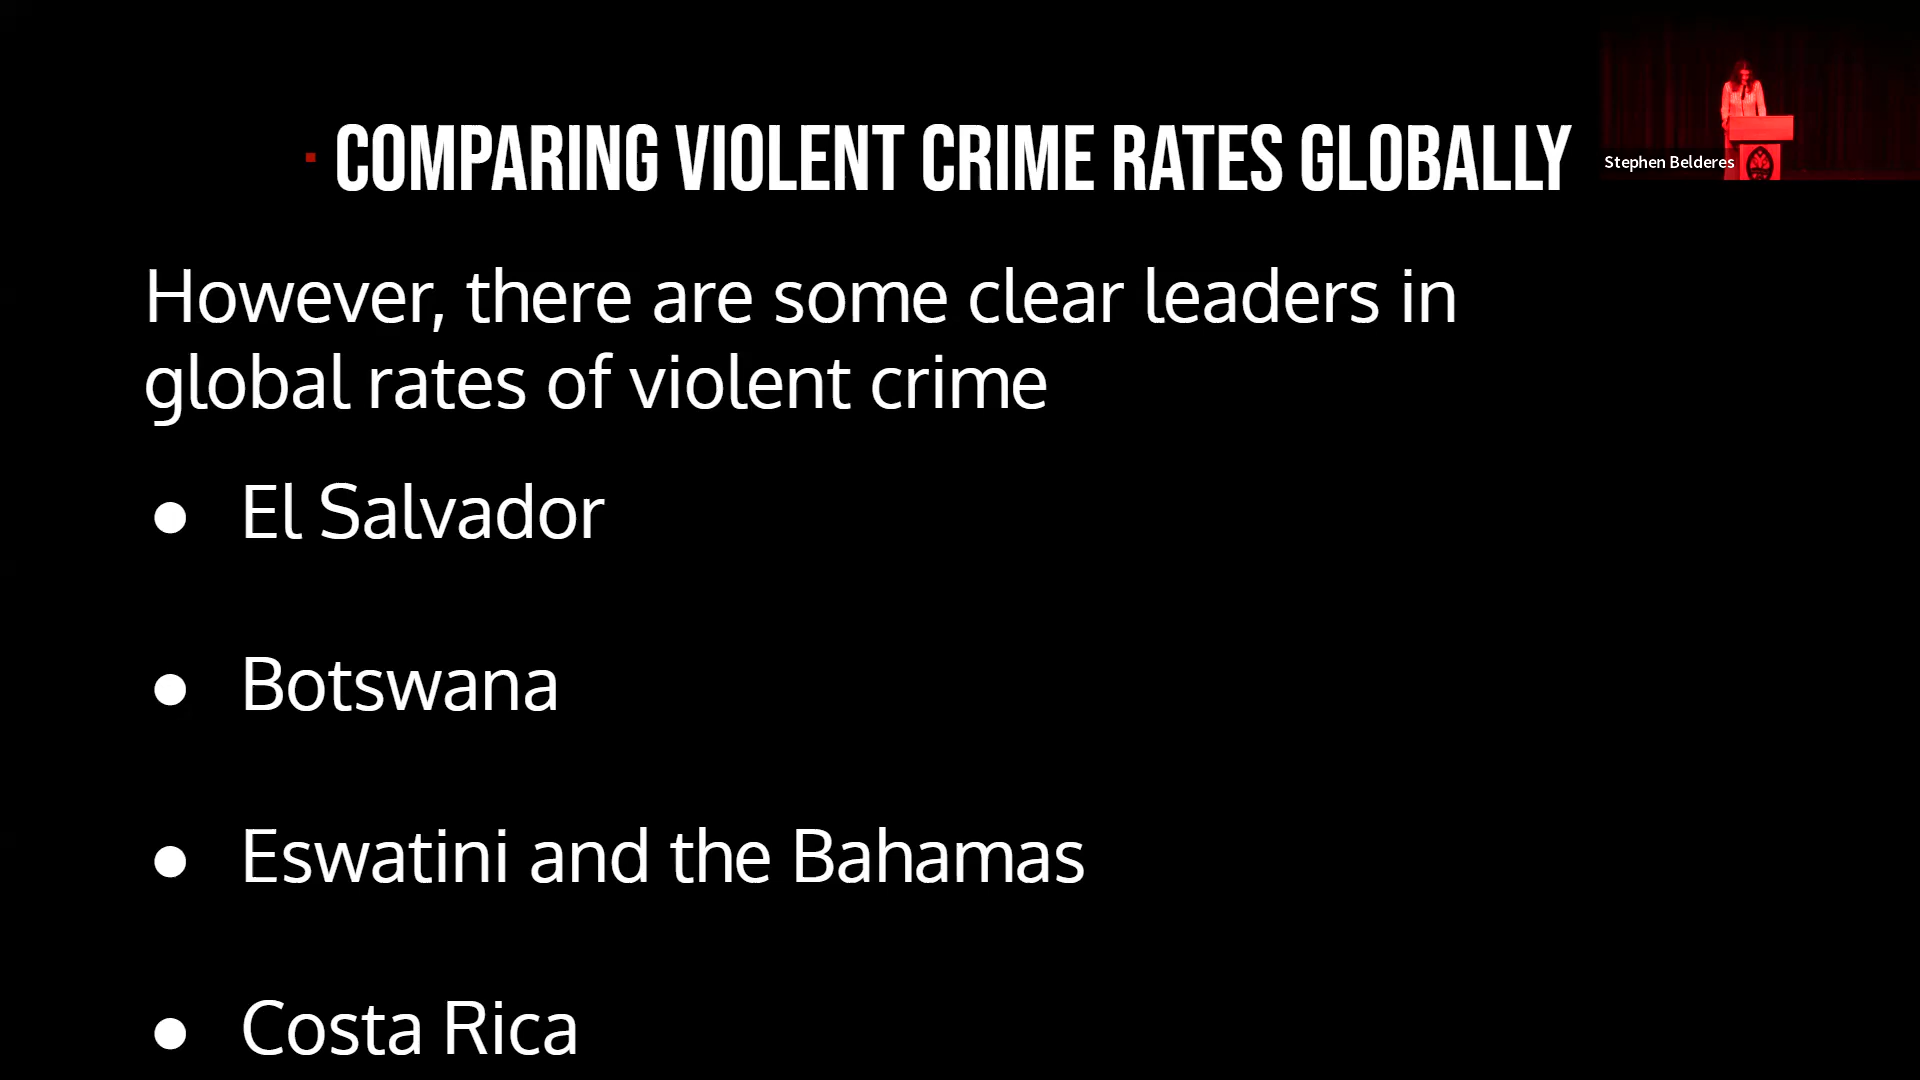 COMPARING VIOLENT CRIME RATES GLOBALLY
Stephen Belderes
However, there are some clear leaders in
global rates of violent crime
● El Salvador
● Botswana
● Eswatini and the Bahamas
● Costa Rica